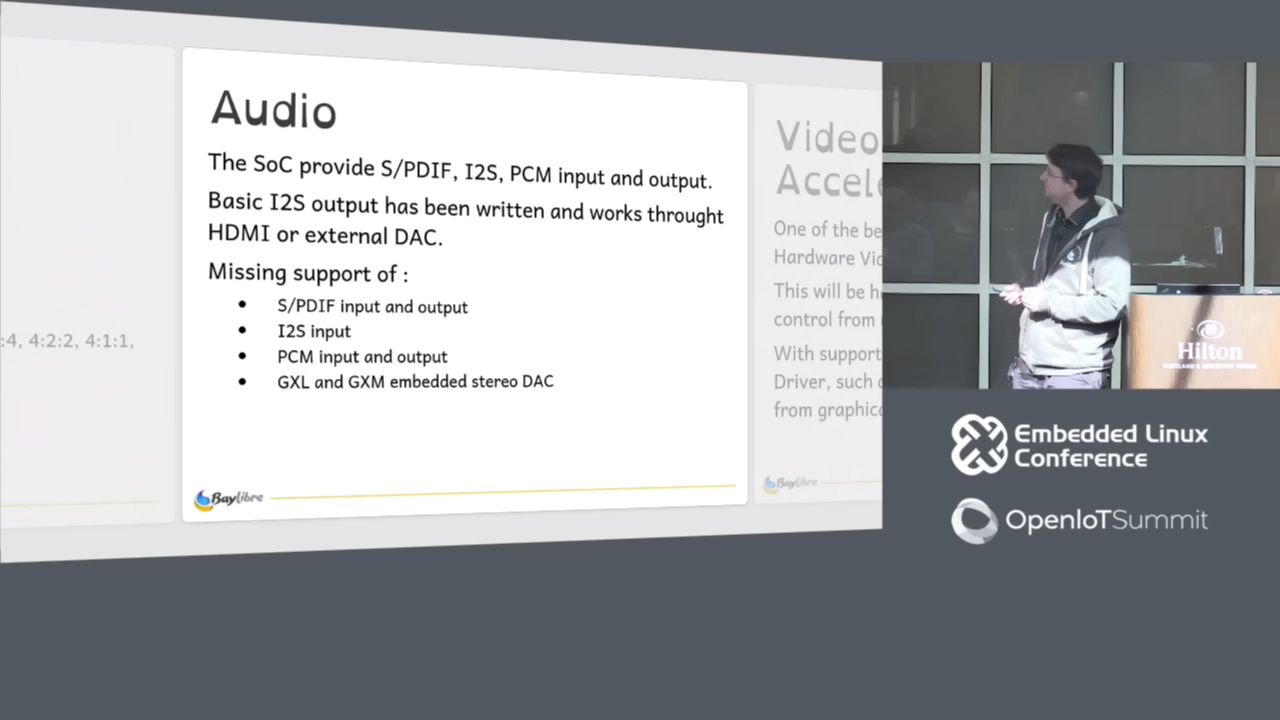 :4, 4:2:2, 4:1:1,
Audio
The SoC provide S/PDIF, I2S, PCM input and output.
Basic I2S output has been written and works throught
HDMI or external DAC.
Missing support of :
• S/PDIF input and output
• I2S input
• PCM input and output
• GXL and GXM embedded stereo DAC
BayLibre
Video
Accele
One of the be
Hardware Vid
This will be h
control from
With support
Driver, such
from graphic
BayLibre
Hilton
Embedded Linux
Conference
OpenIoTSummit